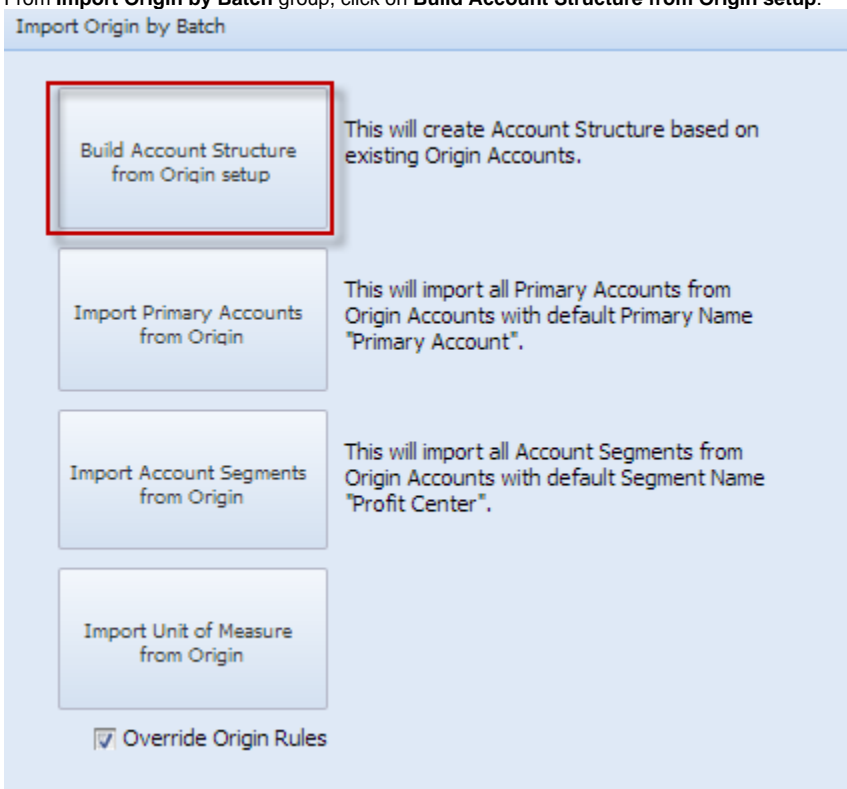 From Import Origin by Batch group, click on Build Account Structure from Origin setup.
Import Origin by Batch
Build Account Structure
from Origin setup
This will create Account Structure based on
existing Origin Accounts.
Import Primary Accounts
from Origin
This will import all Primary Accounts from
Origin Accounts with default Primary Name
"Primary Account".
Import Account Segments
from Origin
This will import all Account Segments from
Origin Accounts with default Segment Name
"Profit Center".
Import Unit of Measure
from Origin
Override Origin Rules